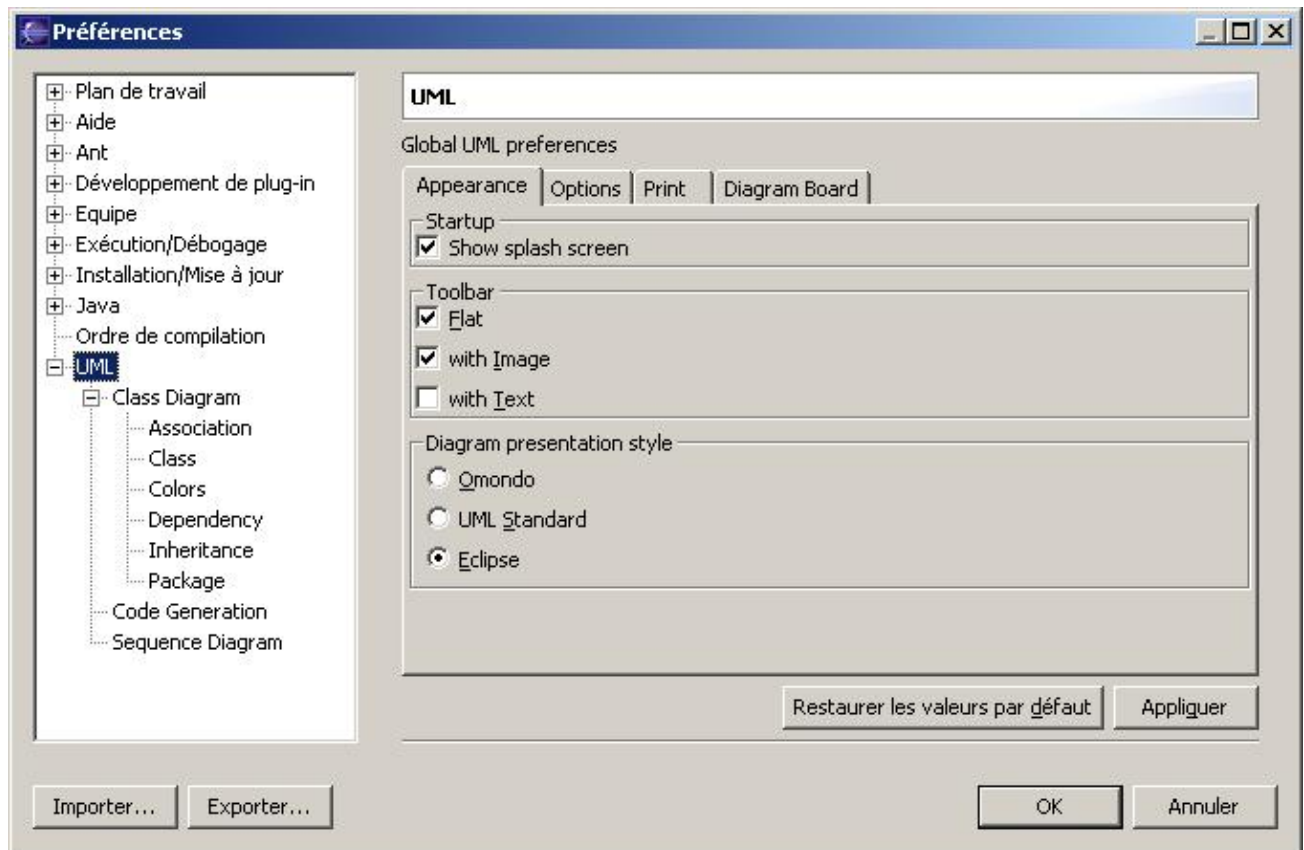 Préférences
Plan de travail
Aide
Ant
Développement de plug-in
Equipe
Exécution/Débogage
Installation/Mise à jour
Java
Ordre de compilation
UML
Class Diagram
Association
Class
Colors
Dependency
Inheritance
Package
Code Generation
Sequence Diagram
UML
Global UML preferences
Appearance Options Print Diagram Board
Startup
Show splash screen
Toolbar
Flat
with Image
with Text
Diagram presentation style
Omondo
UML Standard
Eclipse
Restaurer les valeurs par défaut Appliquer
Importer... Exporter... OK Annuler